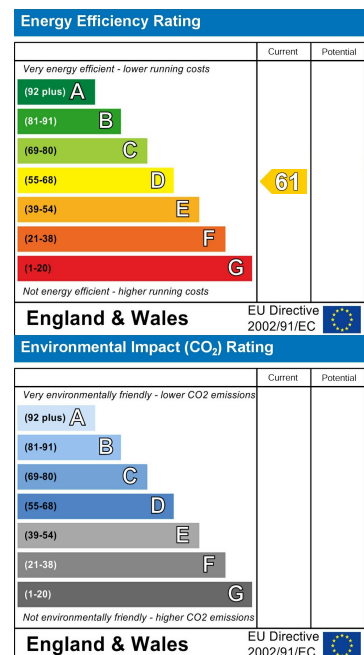 Energy Efficiency Rating
Current Potential
Very energy efficient - lower running costs
(92 plus) A
(81-91) B
(69-80) C
(55-68) D 61
(39-54) E
(21-38) F
(1-20) G
Not energy efficient - higher running costs
England & Wales EU Directive 2002/91/EC
Environmental Impact (CO₂) Rating
Current Potential
Very environmentally friendly - lower CO2 emissions
(92 plus) A
(81-91) B
(69-80) C
(55-68) D
(39-54) E
(21-38) F
(1-20) G
Not environmentally friendly - higher CO2 emissions
England & Wales EU Directive 2002/91/EC